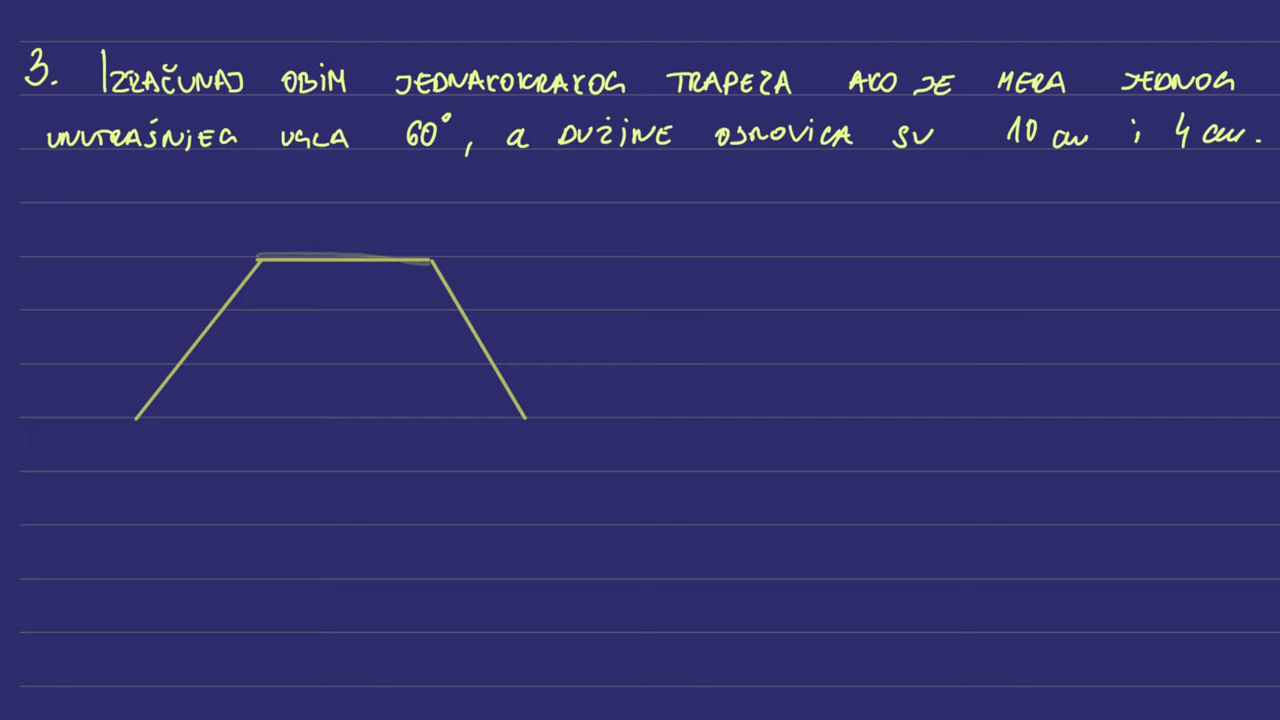 3. IZRAČUNAJ OBIM JEDNAKOKRAKOG TRAPEZA AKO JE MERA JEDNOG
UNUTRAŠNJEG UGLA 60°, A DUŽINE OSNOVICA SU 10 cm i 4 cm.